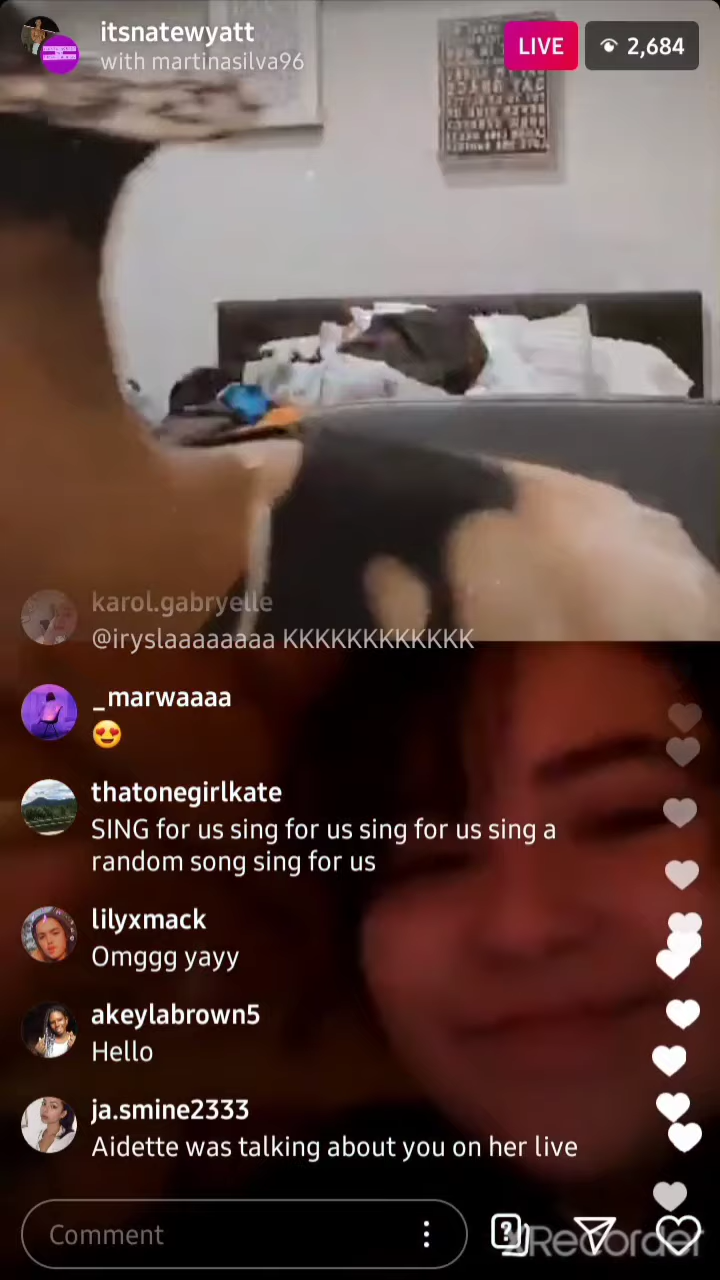 itsnatewyatt
with martinasilva96
LIVE
2,684
karol.gabryelle
@iryslaaaaaaaa KKKKKKKKKKKK
_marwaaaa
😍
thatonegirlkate
SING for us sing for us sing for us sing a
random song sing for us
lilyxmack
Omggg yayy
akeylabrown5
Hello
ja.smine2333
Aidette was talking about you on her live
Comment
XRecorder